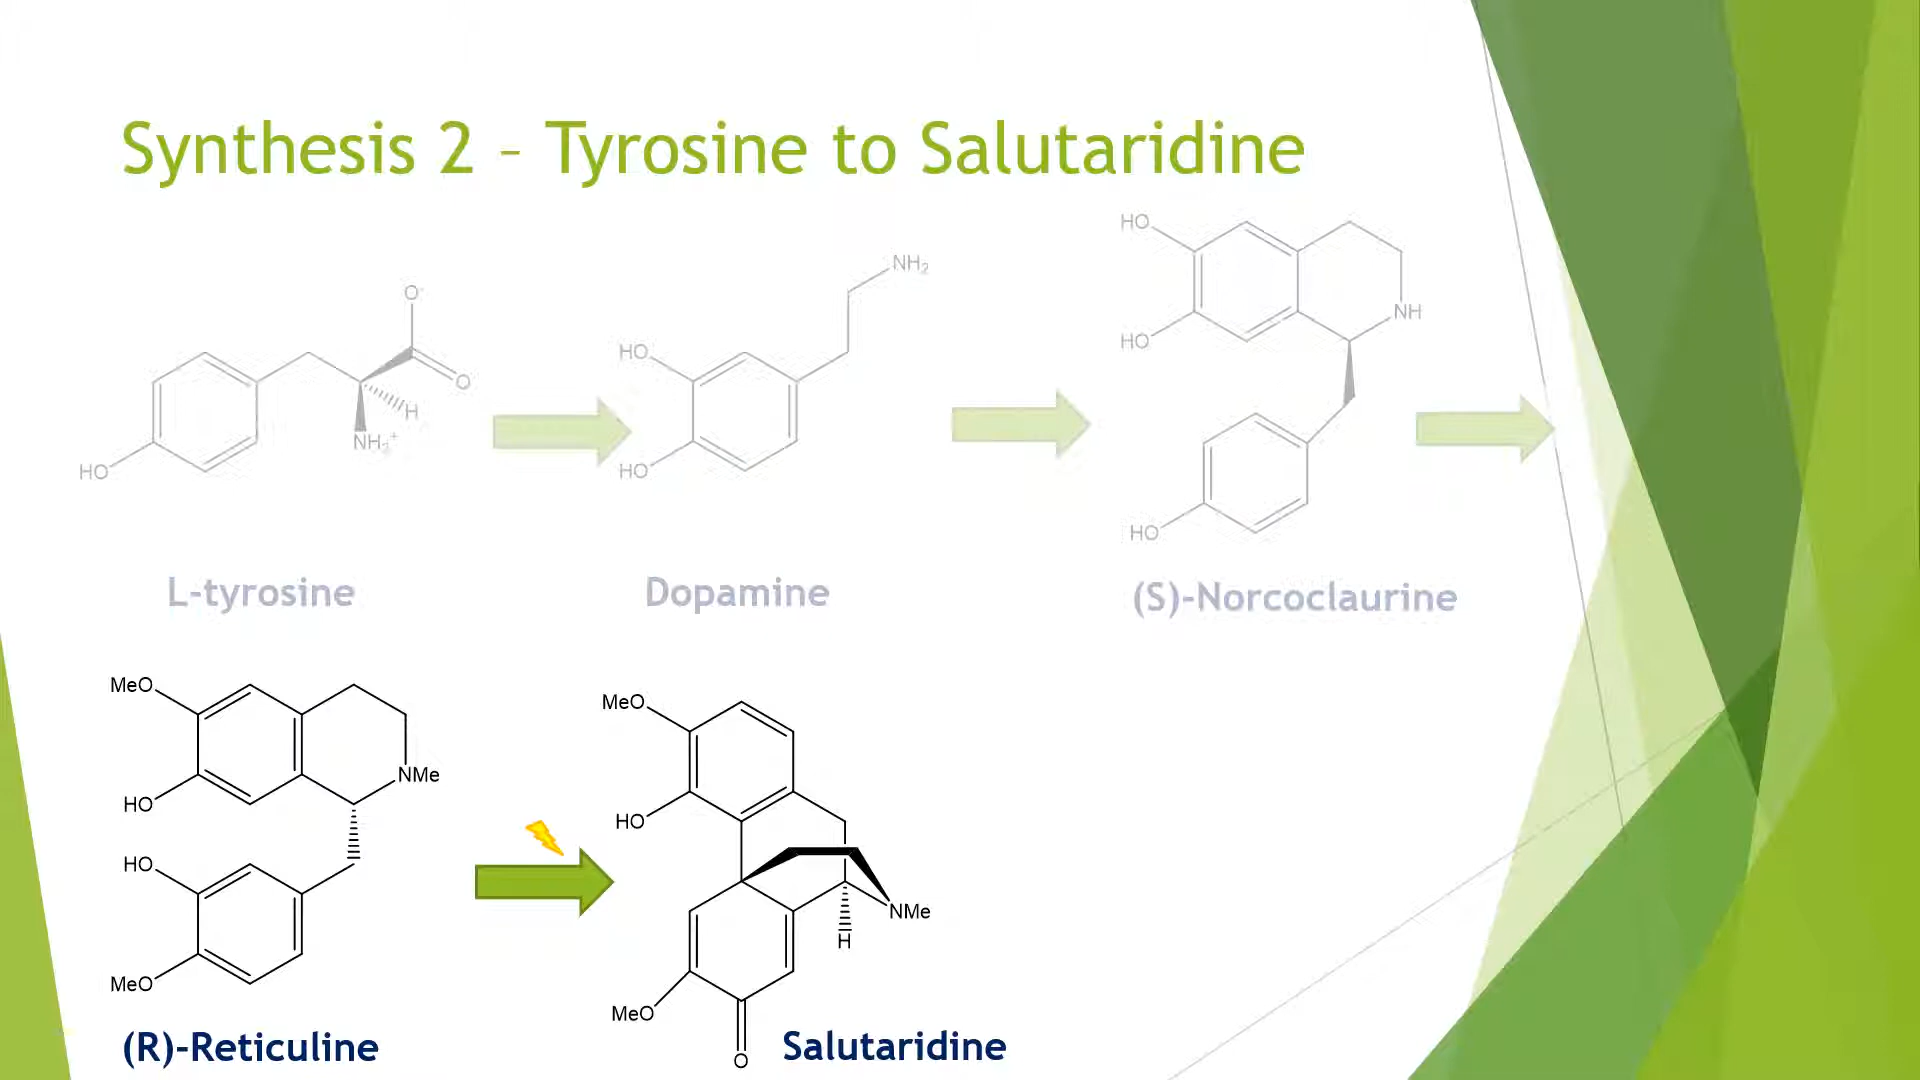 Synthesis 2 – Tyrosine to Salutaridine
HO
O-
NH2
HO
HO
NH
O
H
NH3+
HO
HO
HO
HO
L-tyrosine
Dopamine
(S)-Norcoclaurine
MeO
NMe
HO
HO
MeO
(R)-Reticuline
MeO
HO
NMe
H
MeO
O
Salutaridine